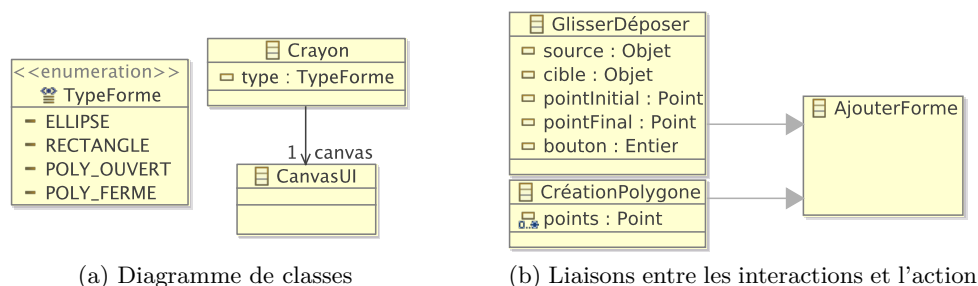 <<enumeration>>
TypeForme
ELLIPSE
RECTANGLE
POLY_OUVERT
POLY_FERME
Crayon
type : TypeForme
1 canvas
CanvasUI
(a) Diagramme de classes
GlisserDéposer
source : Objet
cible : Objet
pointInitial : Point
pointFinal : Point
bouton : Entier
CréationPolygone
0..* points : Point
AjouterForme
(b) Liaisons entre les interactions et l'action